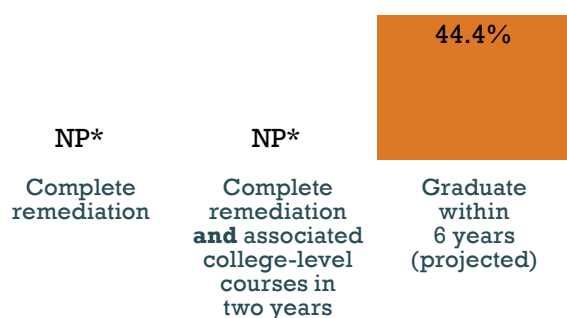 44.4%
NP*
NP*
Complete
remediation
Complete
remediation
and associated
college-level
courses in
two years
Graduate
within
6 years
(projected)